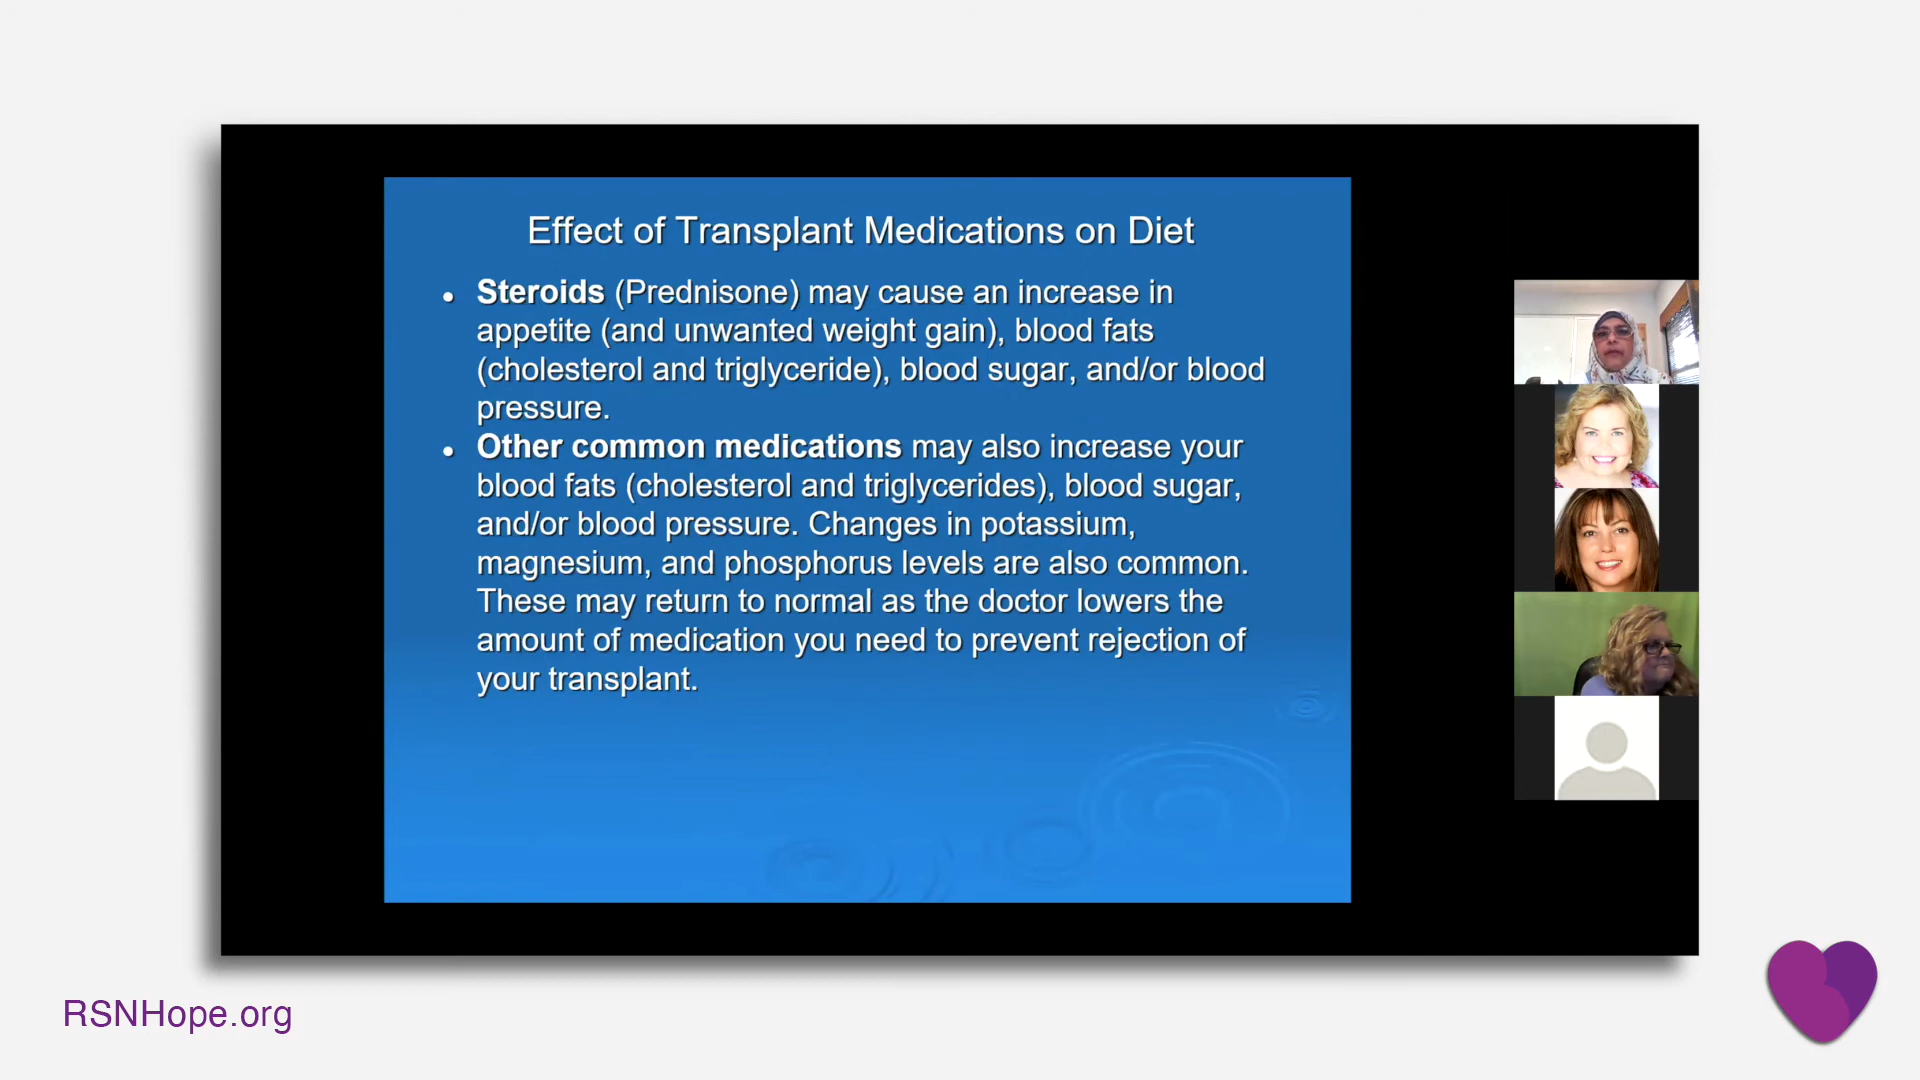 Effect of Transplant Medications on Diet
• Steroids (Prednisone) may cause an increase in
appetite (and unwanted weight gain), blood fats
(cholesterol and triglyceride), blood sugar, and/or blood
pressure.
• Other common medications may also increase your
blood fats (cholesterol and triglycerides), blood sugar,
and/or blood pressure. Changes in potassium,
magnesium, and phosphorus levels are also common.
These may return to normal as the doctor lowers the
amount of medication you need to prevent rejection of
your transplant.
RSNHope.org